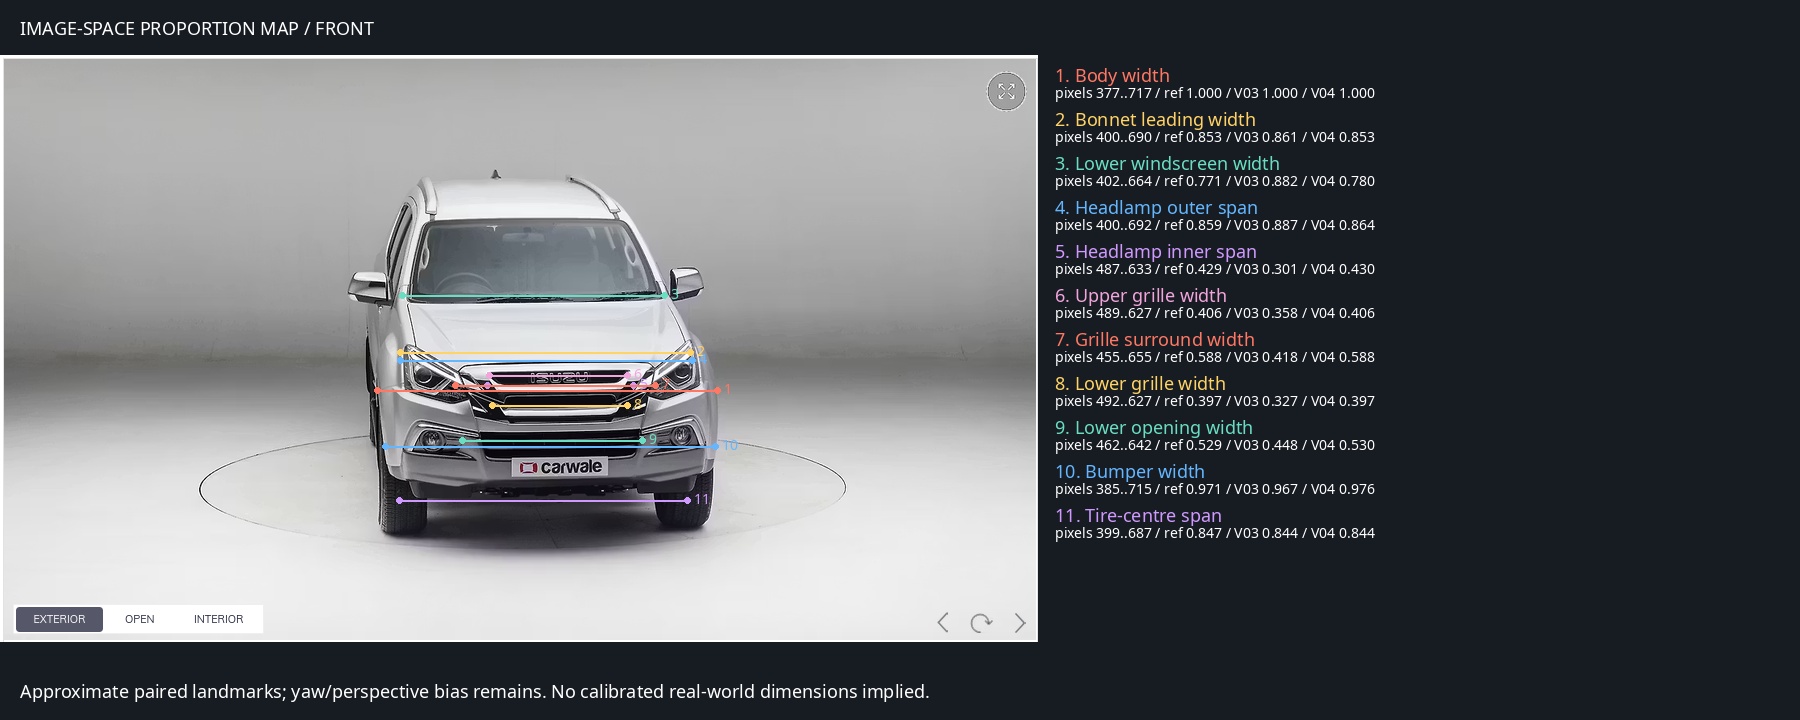 IMAGE-SPACE PROPORTION MAP / FRONT
1. Body width
pixels 377..717 / ref 1.000 / V03 1.000 / V04 1.000
2. Bonnet leading width
pixels 400..690 / ref 0.853 / V03 0.861 / V04 0.853
3. Lower windscreen width
pixels 402..664 / ref 0.771 / V03 0.882 / V04 0.780
4. Headlamp outer span
pixels 400..692 / ref 0.859 / V03 0.887 / V04 0.864
5. Headlamp inner span
pixels 487..633 / ref 0.429 / V03 0.301 / V04 0.430
6. Upper grille width
pixels 489..627 / ref 0.406 / V03 0.358 / V04 0.406
7. Grille surround width
pixels 455..655 / ref 0.588 / V03 0.418 / V04 0.588
8. Lower grille width
pixels 492..627 / ref 0.397 / V03 0.327 / V04 0.397
9. Lower opening width
pixels 462..642 / ref 0.529 / V03 0.448 / V04 0.530
10. Bumper width
pixels 385..715 / ref 0.971 / V03 0.967 / V04 0.976
11. Tire-centre span
pixels 399..687 / ref 0.847 / V03 0.844 / V04 0.844
3
2
ISUZU
6
1
8
9
10
carwale
11
EXTERIOR OPEN INTERIOR
Approximate paired landmarks; yaw/perspective bias remains. No calibrated real-world dimensions implied.